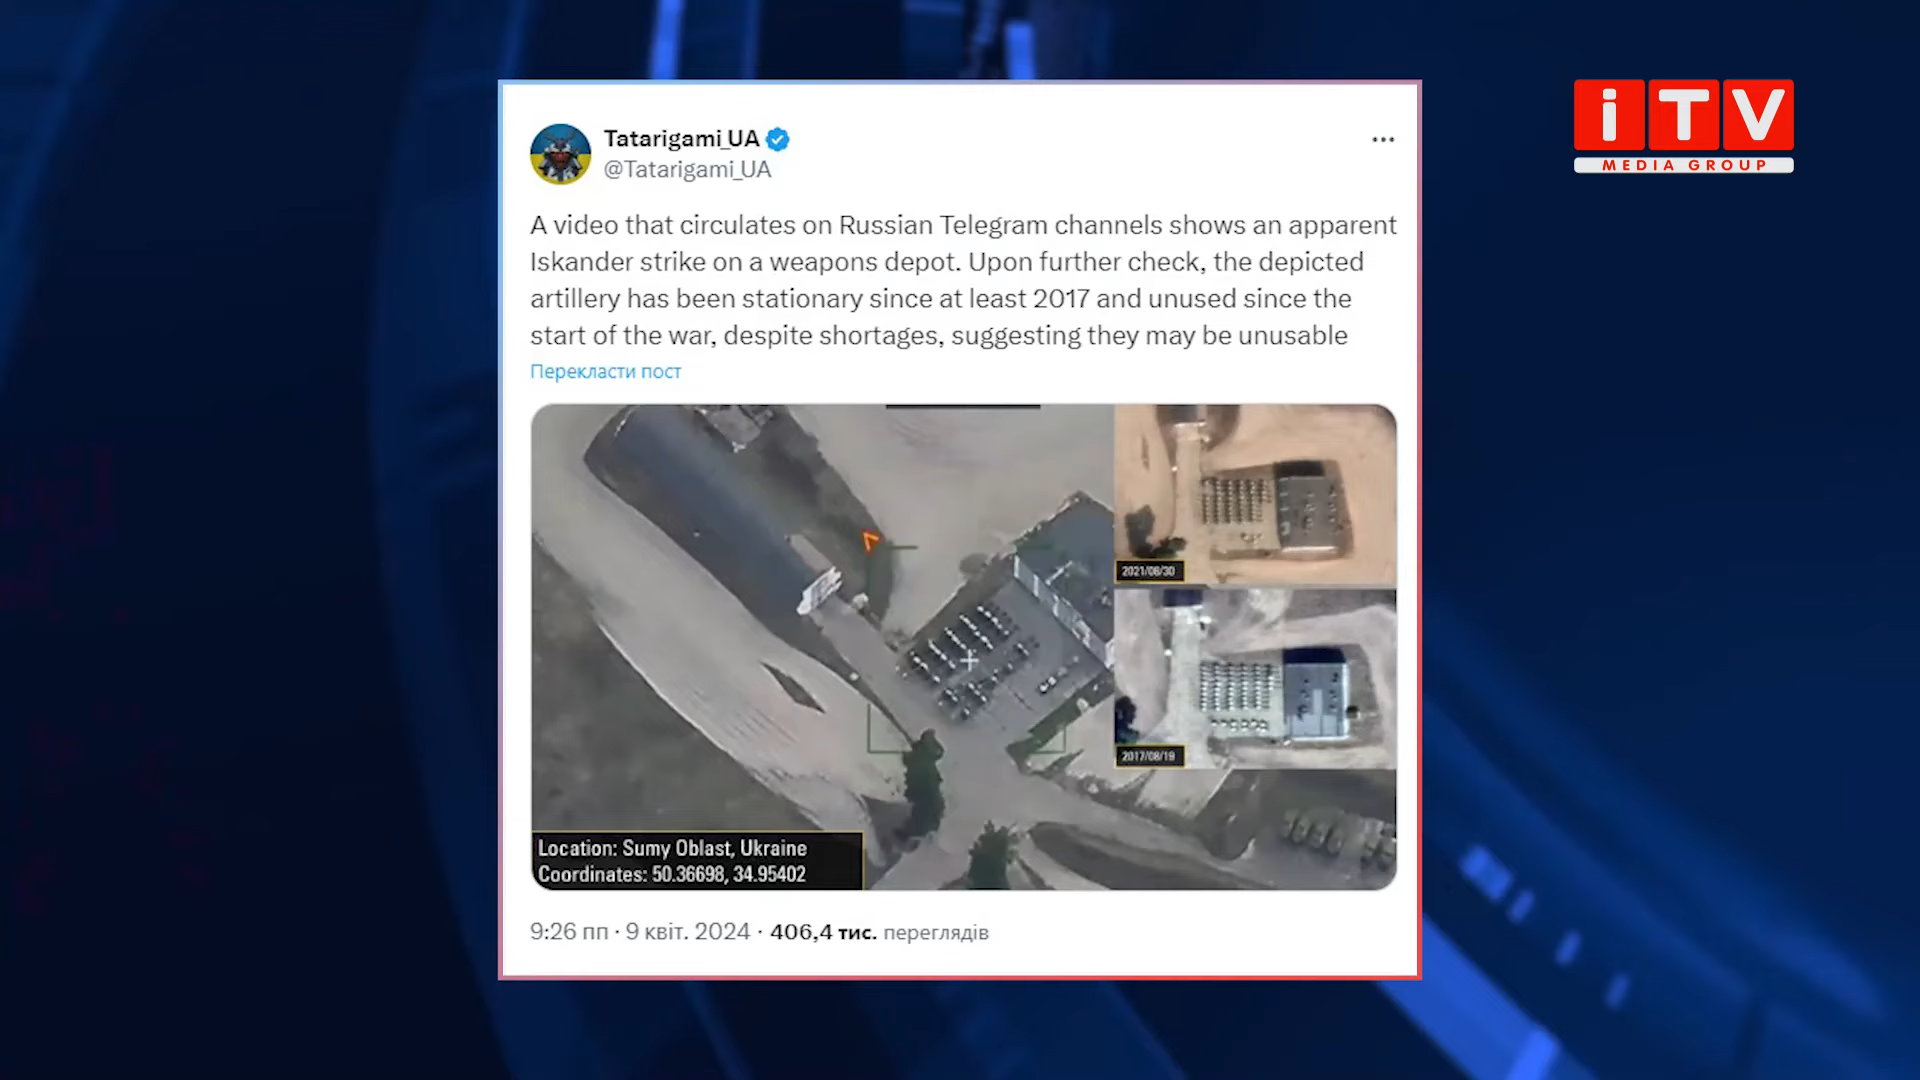 iTV
MEDIA GROUP
Tatarigami_UA
@Tatarigami_UA
A video that circulates on Russian Telegram channels shows an apparent
Iskander strike on a weapons depot. Upon further check, the depicted
artillery has been stationary since at least 2017 and unused since the
start of the war, despite shortages, suggesting they may be unusable
Перекласти пост
2021/08/30
2017/08/19
Location: Sumy Oblast, Ukraine
Coordinates: 50.36698, 34.95402
9:26 пп · 9 квіт. 2024 · 406,4 тис. переглядів